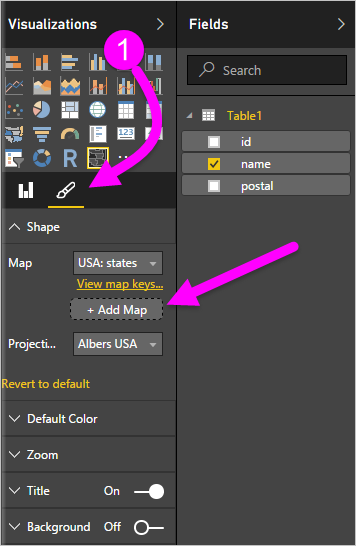 Visualizations
1
R
123
Shape
Map
USA: states
View map keys...
+ Add Map
Projecti...
Albers USA
Revert to default
Default Color
Zoom
Title On
Background Off
Fields
Search
Table1
id
name
postal